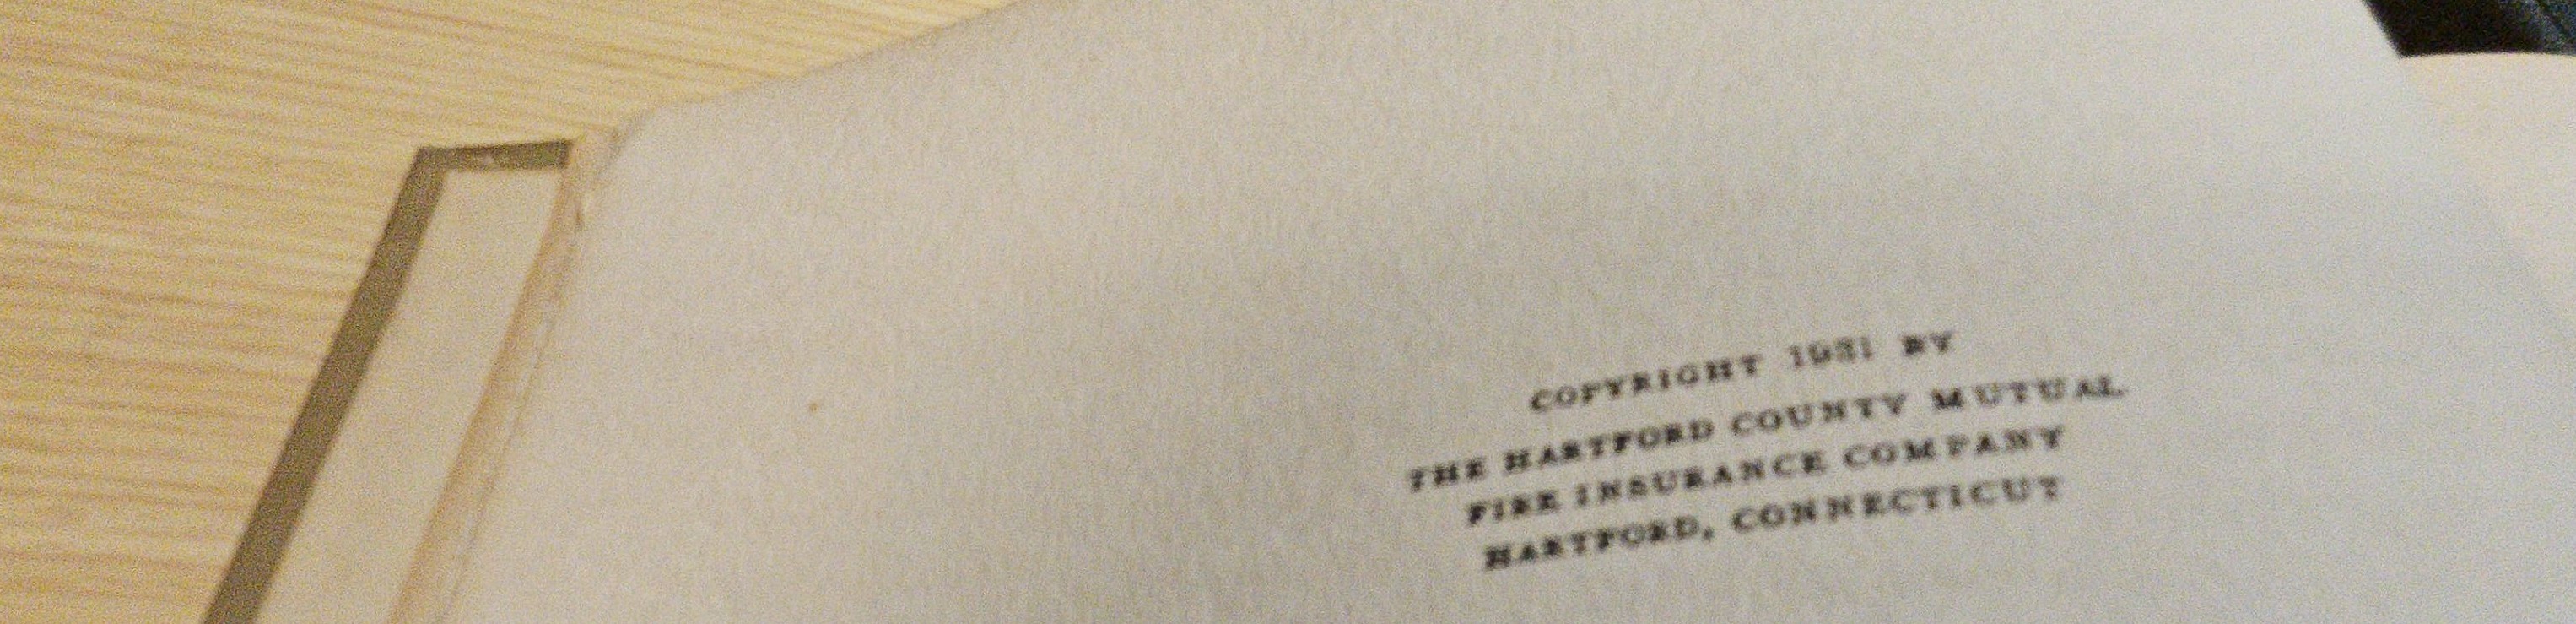 COPYRIGHT 1931 BY
THE HARTFORD COUNTY MUTUAL
FIRE INSURANCE COMPANY
HARTFORD, CONNECTICUT